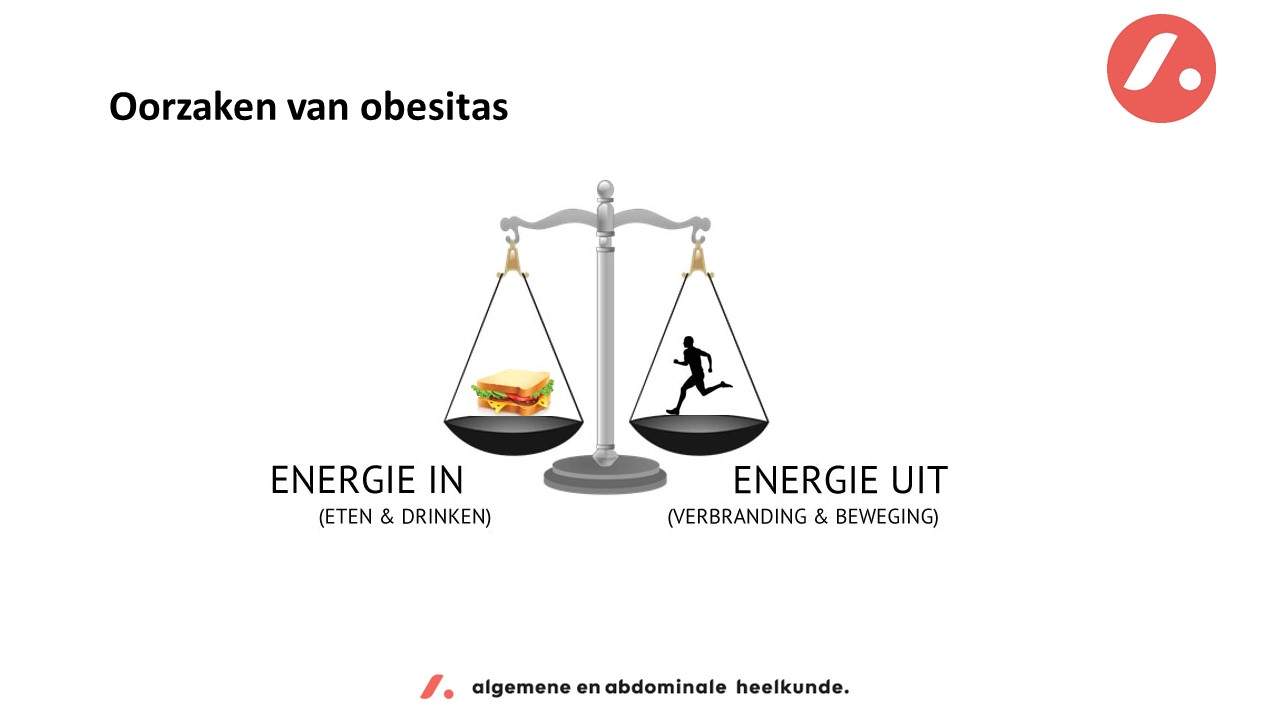 Oorzaken van obesitas
ENERGIE IN
(ETEN & DRINKEN)
ENERGIE UIT
(VERBRANDING & BEWEGING)
algemene en abdominale heelkunde.